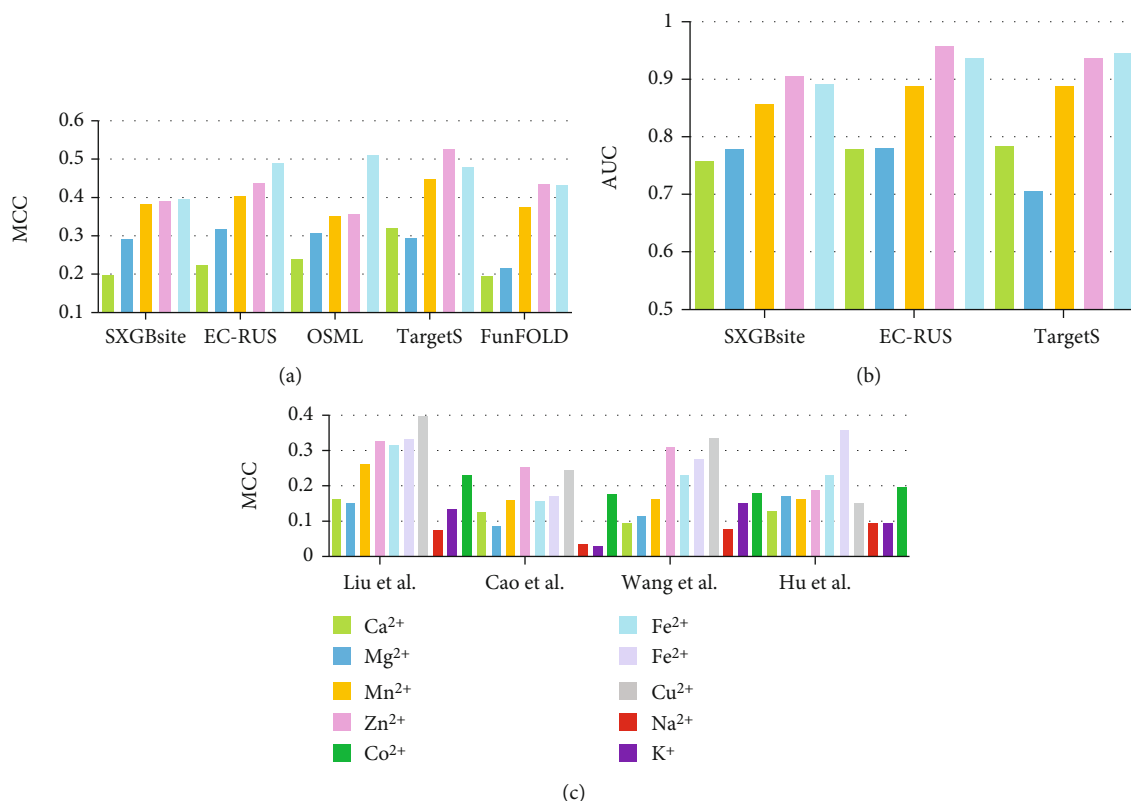 0.6
0.5
0.4
0.3
0.2
0.1
MCC
SXGBsite EC-RUS OSML TargetS FunFOLD
(a)
1
0.9
0.8
0.7
0.6
0.5
AUC
SXGBsite EC-RUS TargetS
(b)
0.4
0.3
0.2
0.1
0
MCC
Liu et al. Cao et al. Wang et al. Hu et al.
Ca²⁺
Mg²⁺
Mn²⁺
Zn²⁺
Co²⁺
Fe²⁺
Fe²⁺
Cu²⁺
Na²⁺
K⁺
(c)